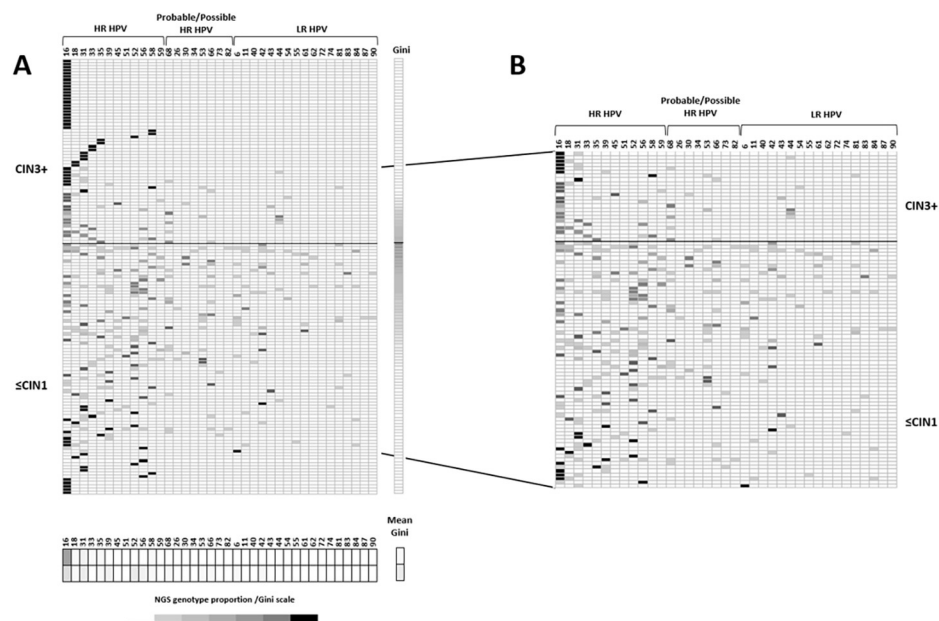 A
Probable/Possible
HR HPV HR HPV LR HPV
16 18 31 33 35 39 45 51 52 56 58 59 68 26 30 34 53 66 73 82 6 11 40 42 43 44 54 55 61 62 72 74 81 83 84 87 90
Gini
CIN3+
≤CIN1
B
Probable/Possible
HR HPV HR HPV LR HPV
16 18 31 33 35 39 45 51 52 56 58 59 68 26 30 34 53 66 73 82 6 11 40 42 43 44 54 55 61 62 72 74 81 83 84 87 90
CIN3+
≤CIN1
16 18 31 33 35 39 45 51 52 56 58 59 68 26 30 34 53 66 73 82 6 11 40 42 43 44 54 55 61 62 72 74 81 83 84 87 90
Mean
Gini
NGS genotype proportion /Gini scale